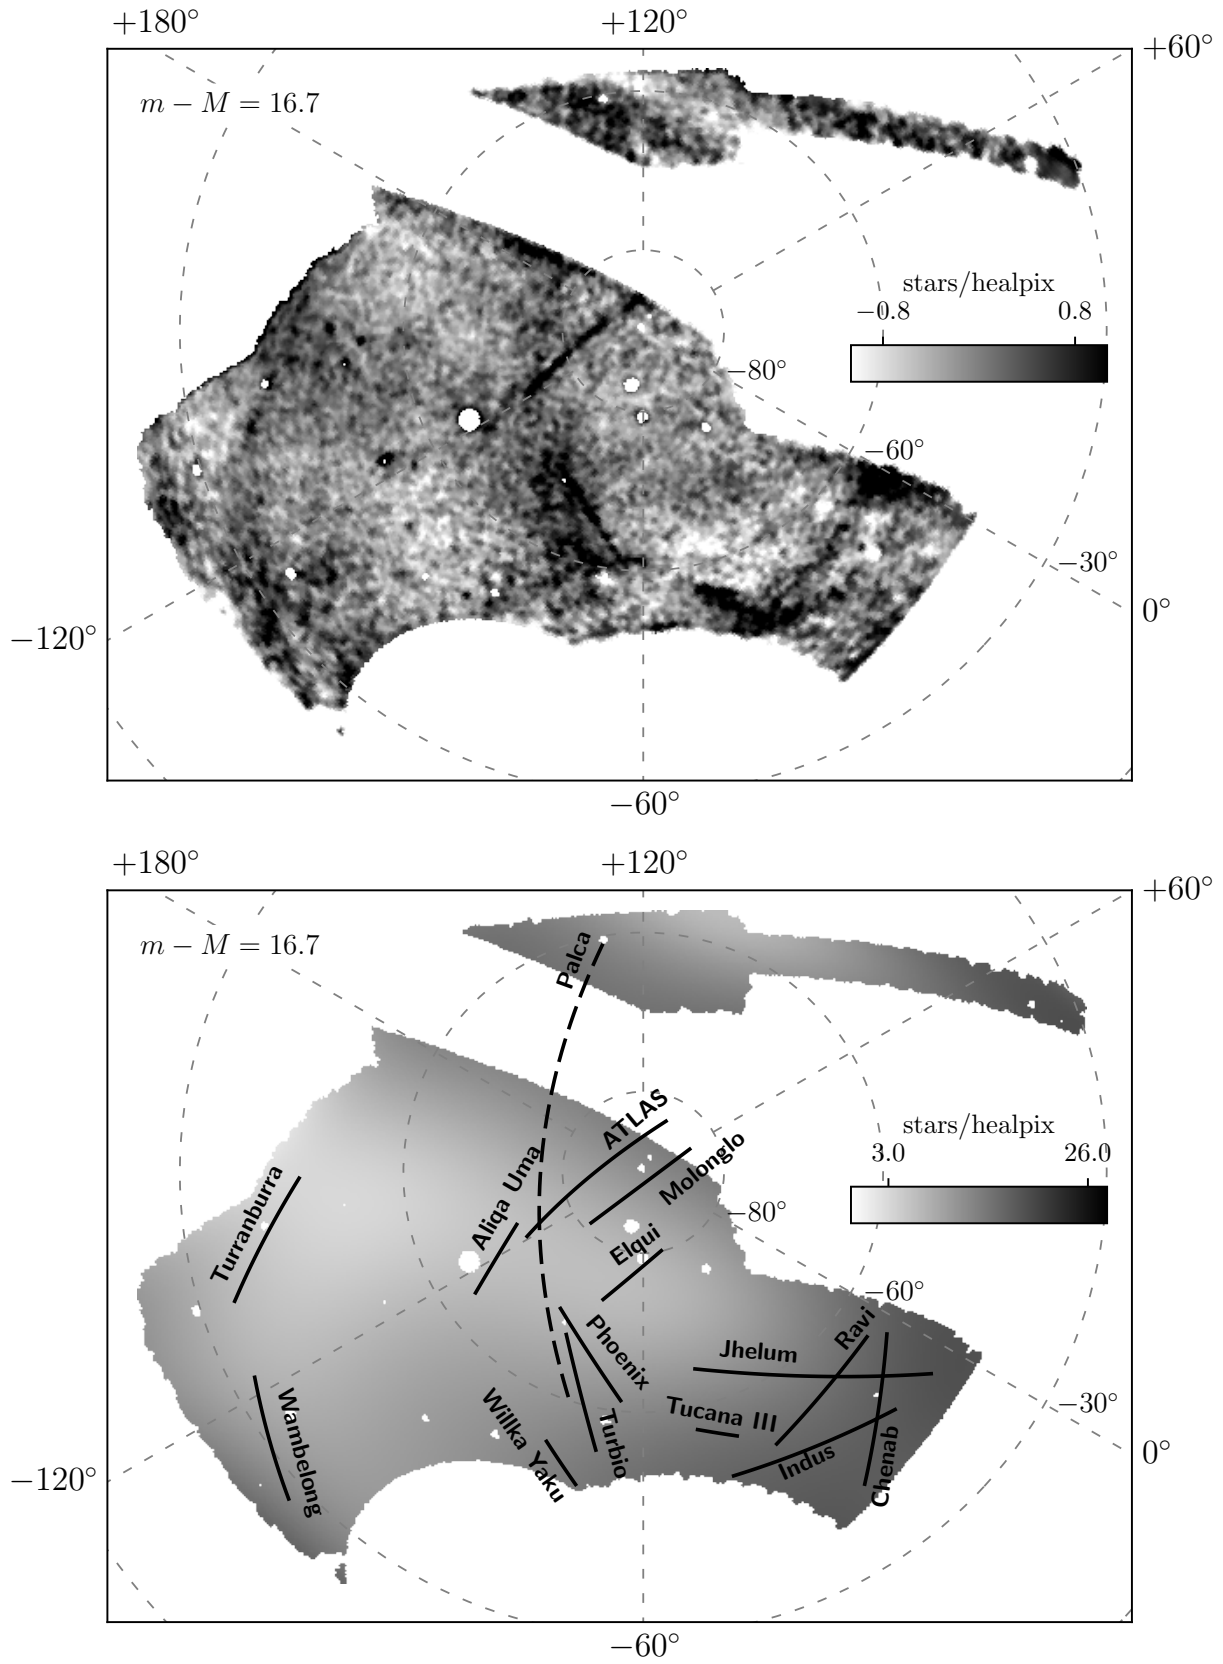 +180°
+120°
+60°
m − M = 16.7
stars/healpix
−0.8
0.8
−80°
−60°
−30°
0°
−120°
−60°
+180°
+120°
+60°
m − M = 16.7
Palca
ATLAS
stars/healpix
3.0
26.0
Molonglo
Aliqa Uma
Turranburra
−80°
Elqui
−60°
Ravi
Phoenix
Jhelum
−30°
Wambelong
Willka Yaku
Turbio
Tucana III
Indus
Chenab
0°
−120°
−60°